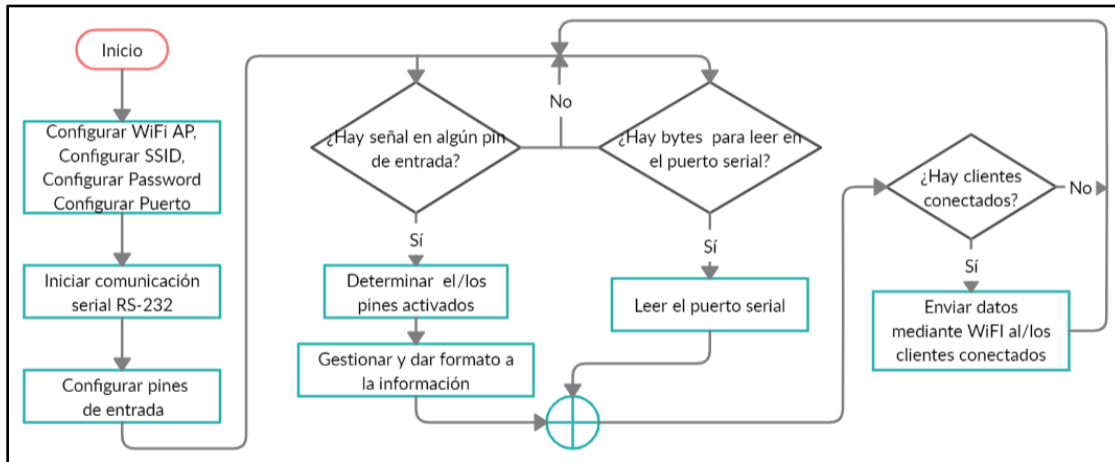 Inicio
Configurar WiFi AP,
Configurar SSID,
Configurar Password
Configurar Puerto
Iniciar comunicación
serial RS-232
Configurar pines
de entrada
¿Hay señal en algún pin
de entrada?
No
¿Hay bytes para leer en
el puerto serial?
Sí
Determinar el/los
pines activados
Gestionar y dar formato a
la información
Sí
Leer el puerto serial
¿Hay clientes
conectados?
No
Sí
Enviar datos
mediante WiFI al/los
clientes conectados